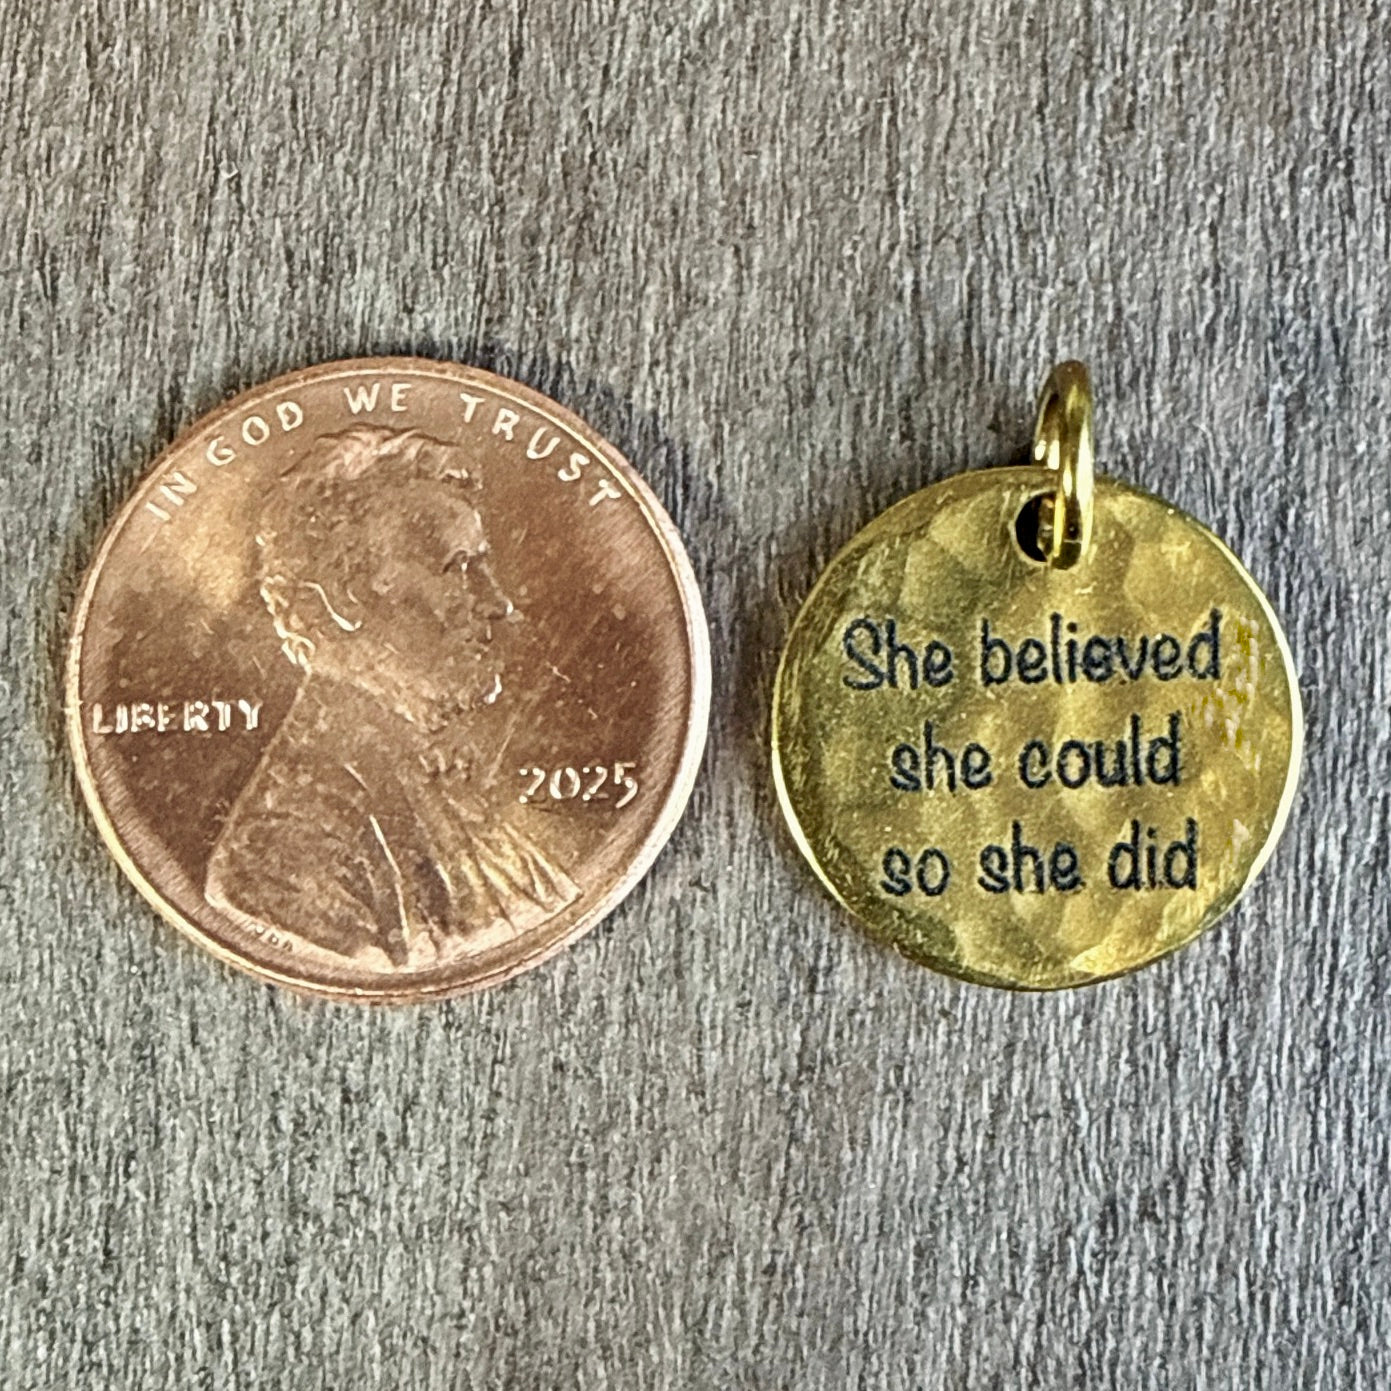 IN GOD WE TRUST
LIBERTY
2025
She believed
she could
so she did